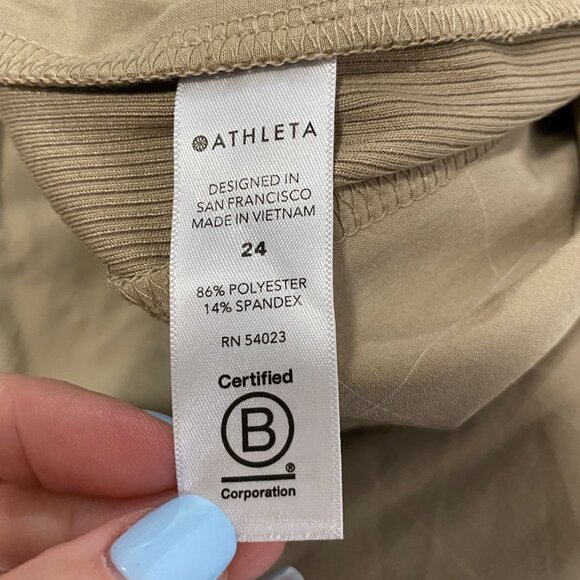 ATHLETA
DESIGNED IN
SAN FRANCISCO
MADE IN VIETNAM
24
86% POLYESTER
14% SPANDEX
RN 54023
Certified
B
®
Corporation